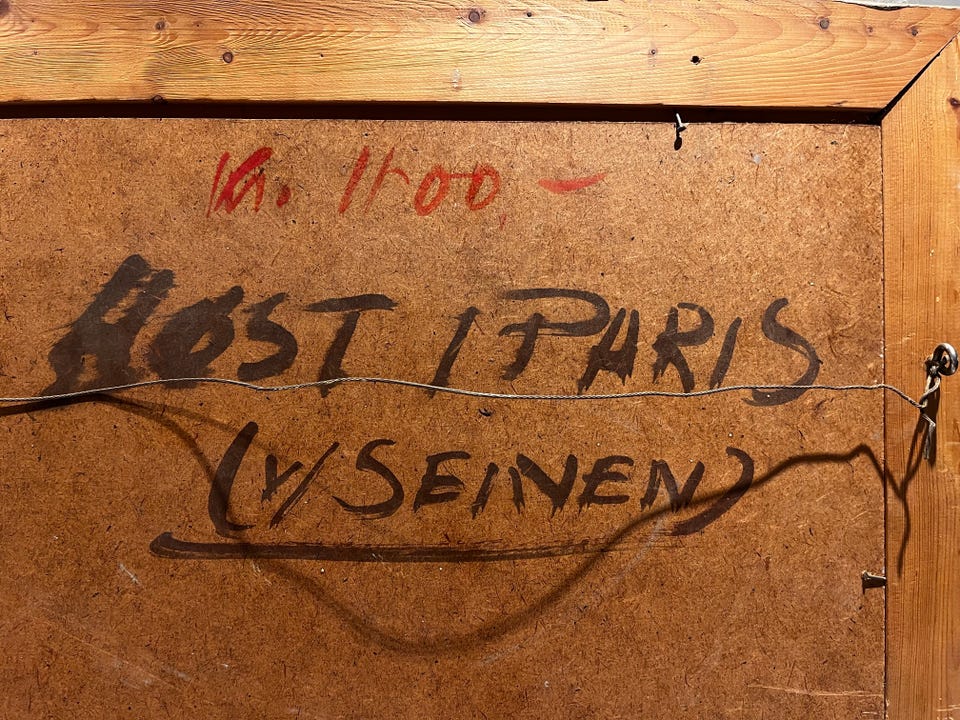 Kr. 1100 -
HØST I PARIS
(V/ SEINEN)